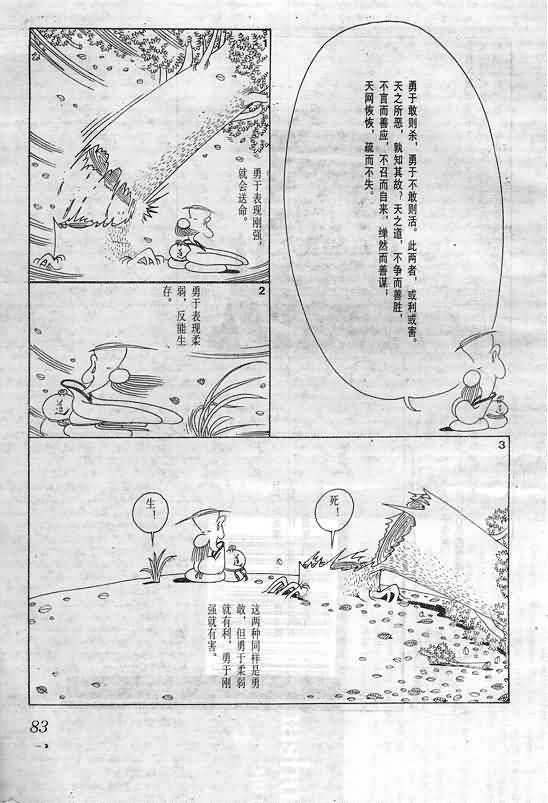 勇于敢则杀，勇于不敢则活。此两者，或利或害。
天之所恶，孰知其故？天之道，不争而善胜，
不言而善应，不召而自来，繟然而善谋；
天网恢恢，疏而不失。
1
勇于表现刚强，
就会送命。
2
勇于表现柔
弱，反能生
存。
3
生！
死！
道
这两种同样是勇
敢，但勇于柔弱
就有利，勇于刚
强就有害。
83